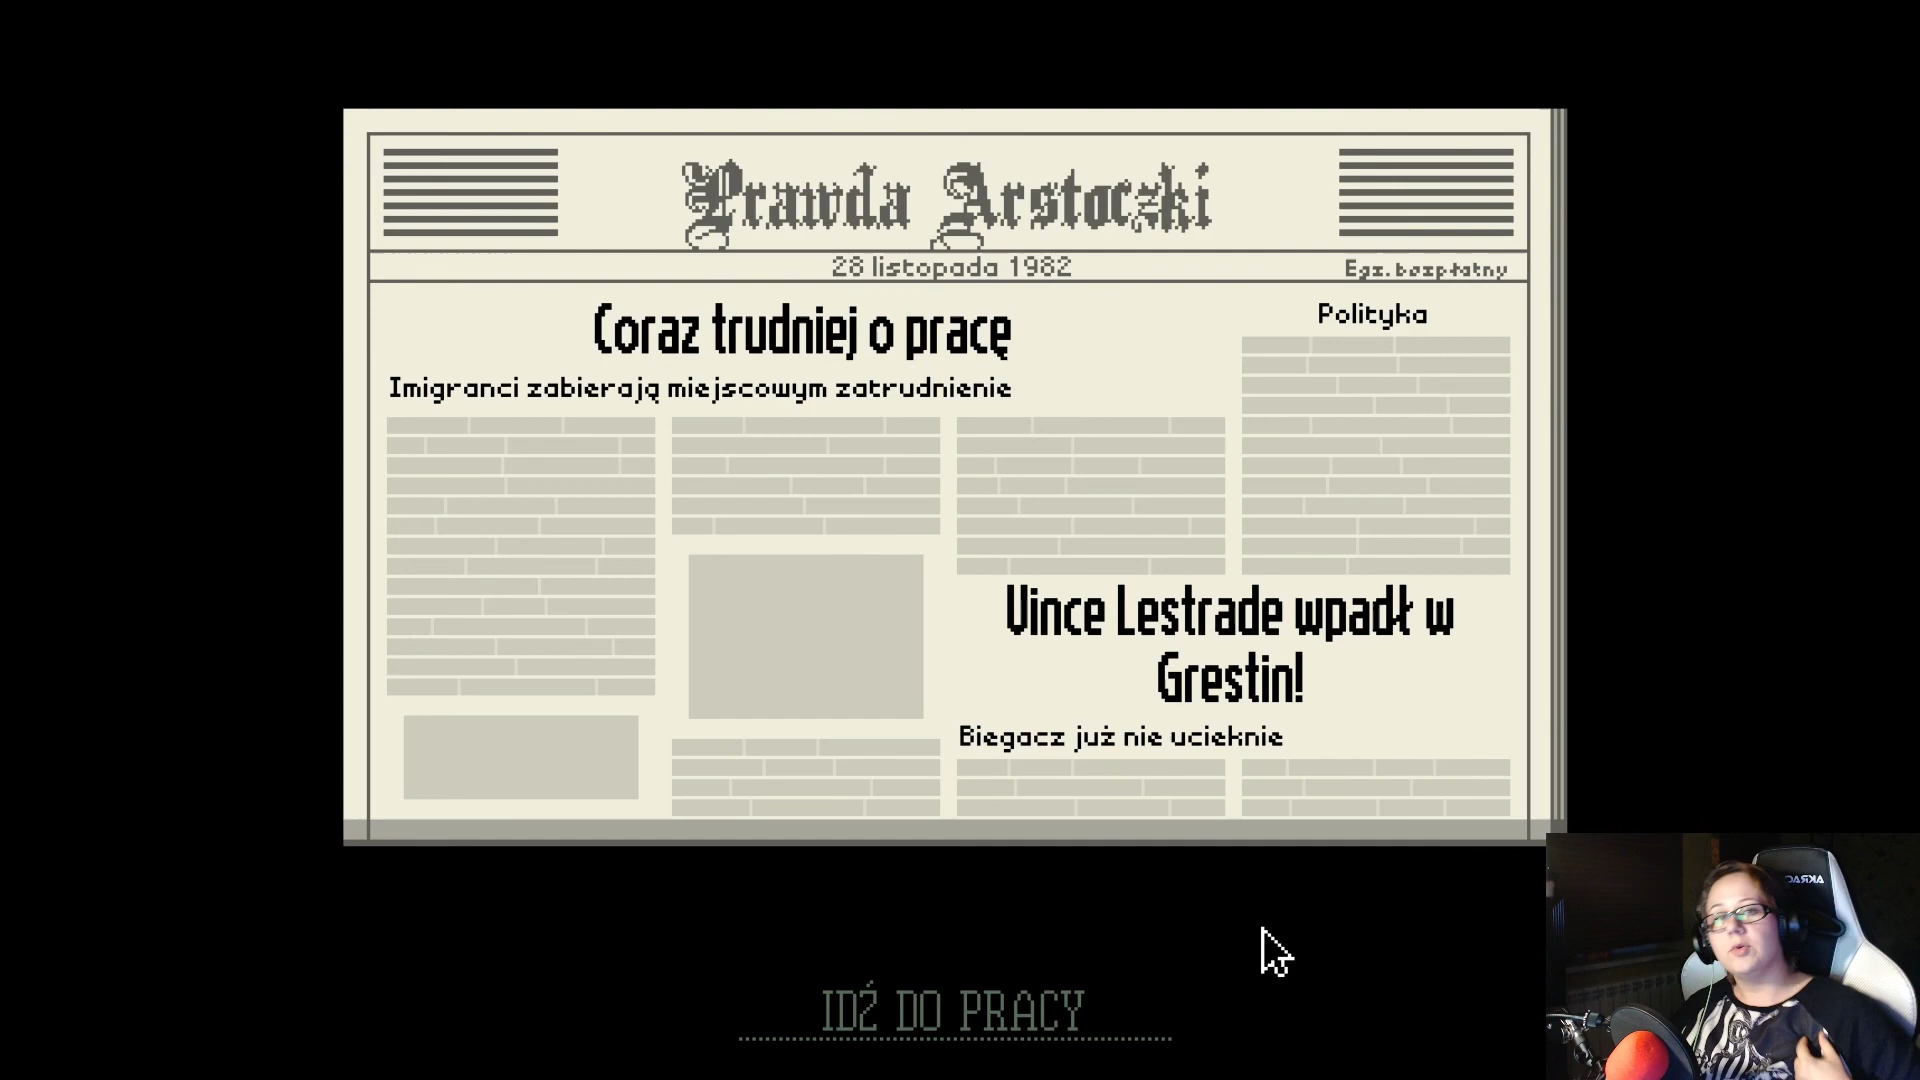 Prawda Arstoczki
28 listopada 1982
Egz. bezpłatny
Coraz trudniej o pracę
Imigranci zabierają miejscowym zatrudnienie
Polityka
Vince Lestrade wpadł w
Grestin!
Biegacz już nie ucieknie
IDŹ DO PRACY